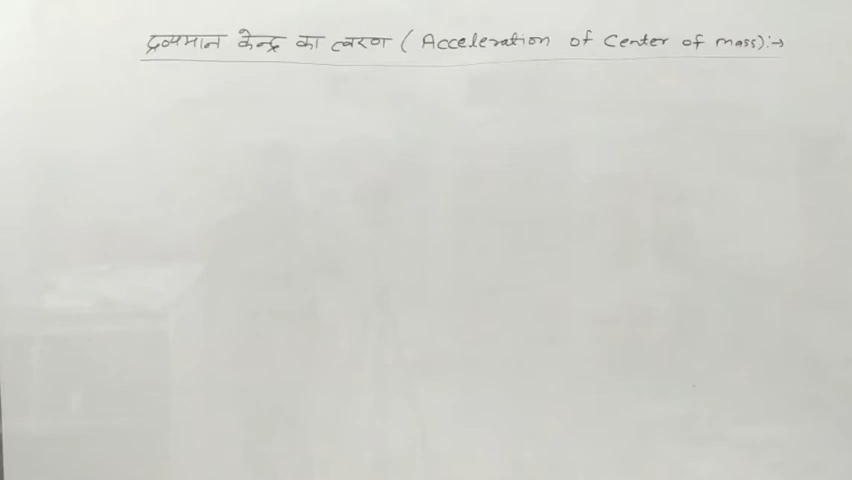 द्रव्यमान केन्द्र का त्वरण ( Acceleration of Center of mass):→